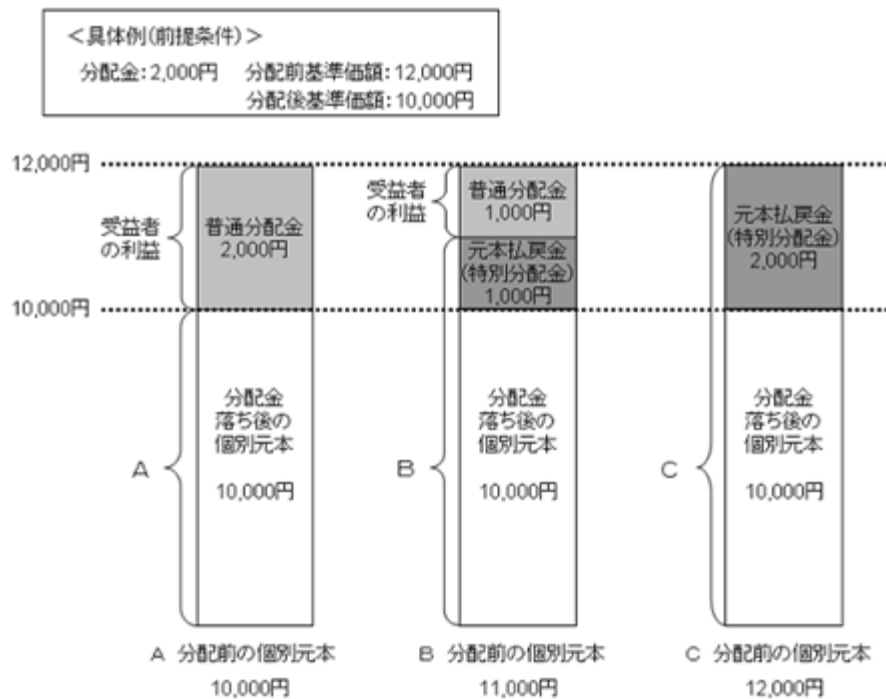 ＜具体例(前提条件)＞
分配金：2,000円　分配前基準価額：12,000円
分配後基準価額：10,000円
12,000円
受益者
の利益
普通分配金
2,000円
10,000円
分配金
落ち後の
個別元本
10,000円
A
A 分配前の個別元本
10,000円
受益者
の利益
普通分配金
1,000円
元本払戻金
(特別分配金)
1,000円
分配金
落ち後の
個別元本
10,000円
B
B 分配前の個別元本
11,000円
元本払戻金
(特別分配金)
2,000円
分配金
落ち後の
個別元本
10,000円
C
C 分配前の個別元本
12,000円